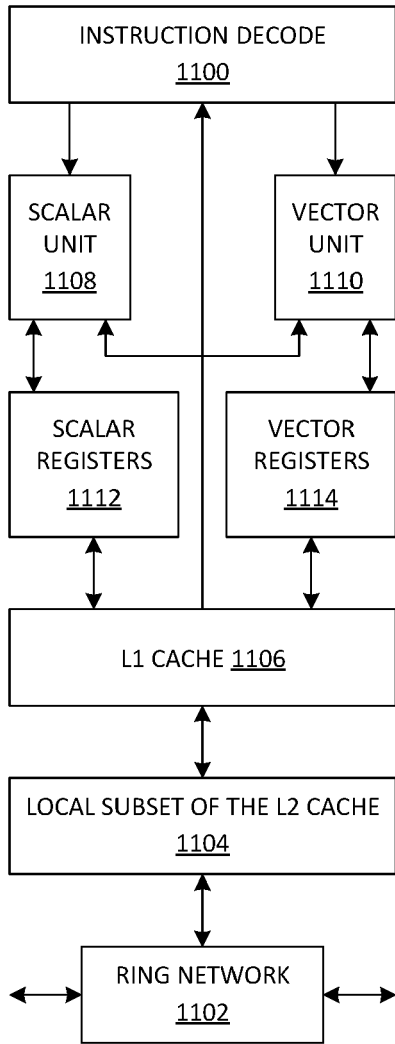 INSTRUCTION DECODE
1100
SCALAR
UNIT
1108
VECTOR
UNIT
1110
SCALAR
REGISTERS
1112
VECTOR
REGISTERS
1114
L1 CACHE 1106
LOCAL SUBSET OF THE L2 CACHE
1104
RING NETWORK
1102